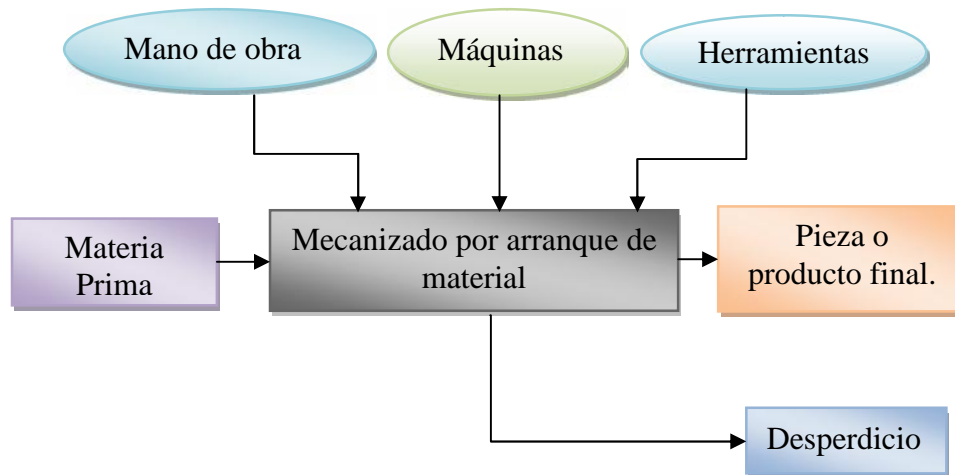 Mano de obra
Máquinas
Herramientas
Materia
Prima
Mecanizado por arranque de
material
Pieza o
producto final.
Desperdicio